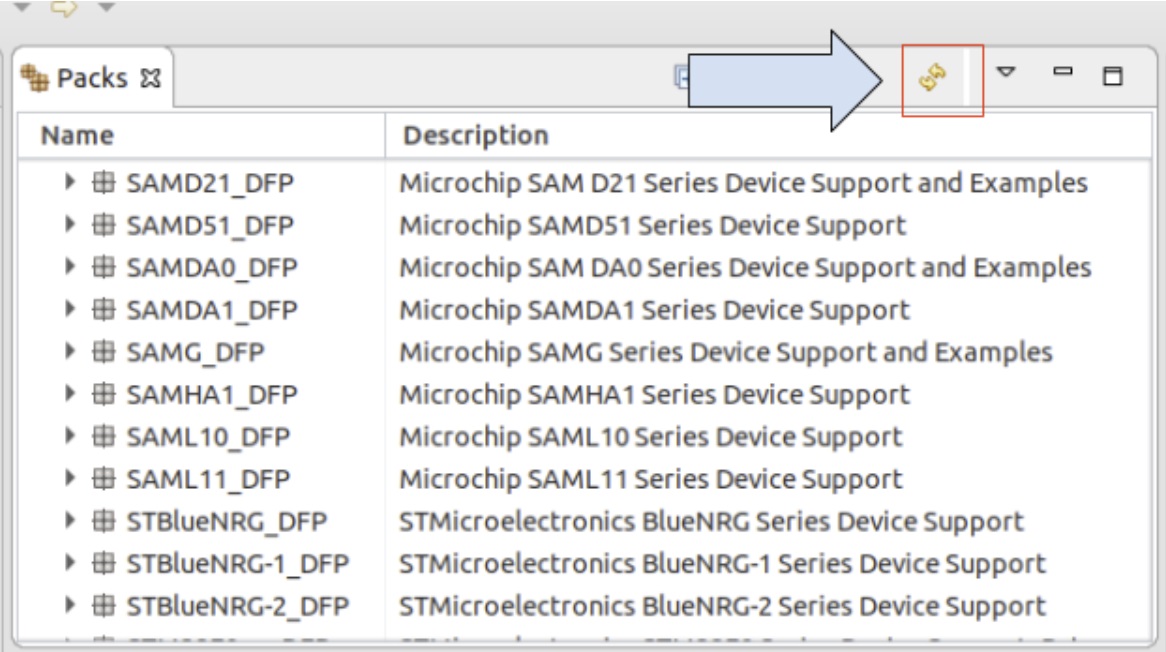 Packs
Name Description
SAMD21_DFP Microchip SAM D21 Series Device Support and Examples
SAMD51_DFP Microchip SAMD51 Series Device Support
SAMDA0_DFP Microchip SAM DA0 Series Device Support and Examples
SAMDA1_DFP Microchip SAMDA1 Series Device Support
SAMG_DFP Microchip SAMG Series Device Support and Examples
SAMHA1_DFP Microchip SAMHA1 Series Device Support
SAML10_DFP Microchip SAML10 Series Device Support
SAML11_DFP Microchip SAML11 Series Device Support
STBlueNRG_DFP STMicroelectronics BlueNRG Series Device Support
STBlueNRG-1_DFP STMicroelectronics BlueNRG-1 Series Device Support
STBlueNRG-2_DFP STMicroelectronics BlueNRG-2 Series Device Support